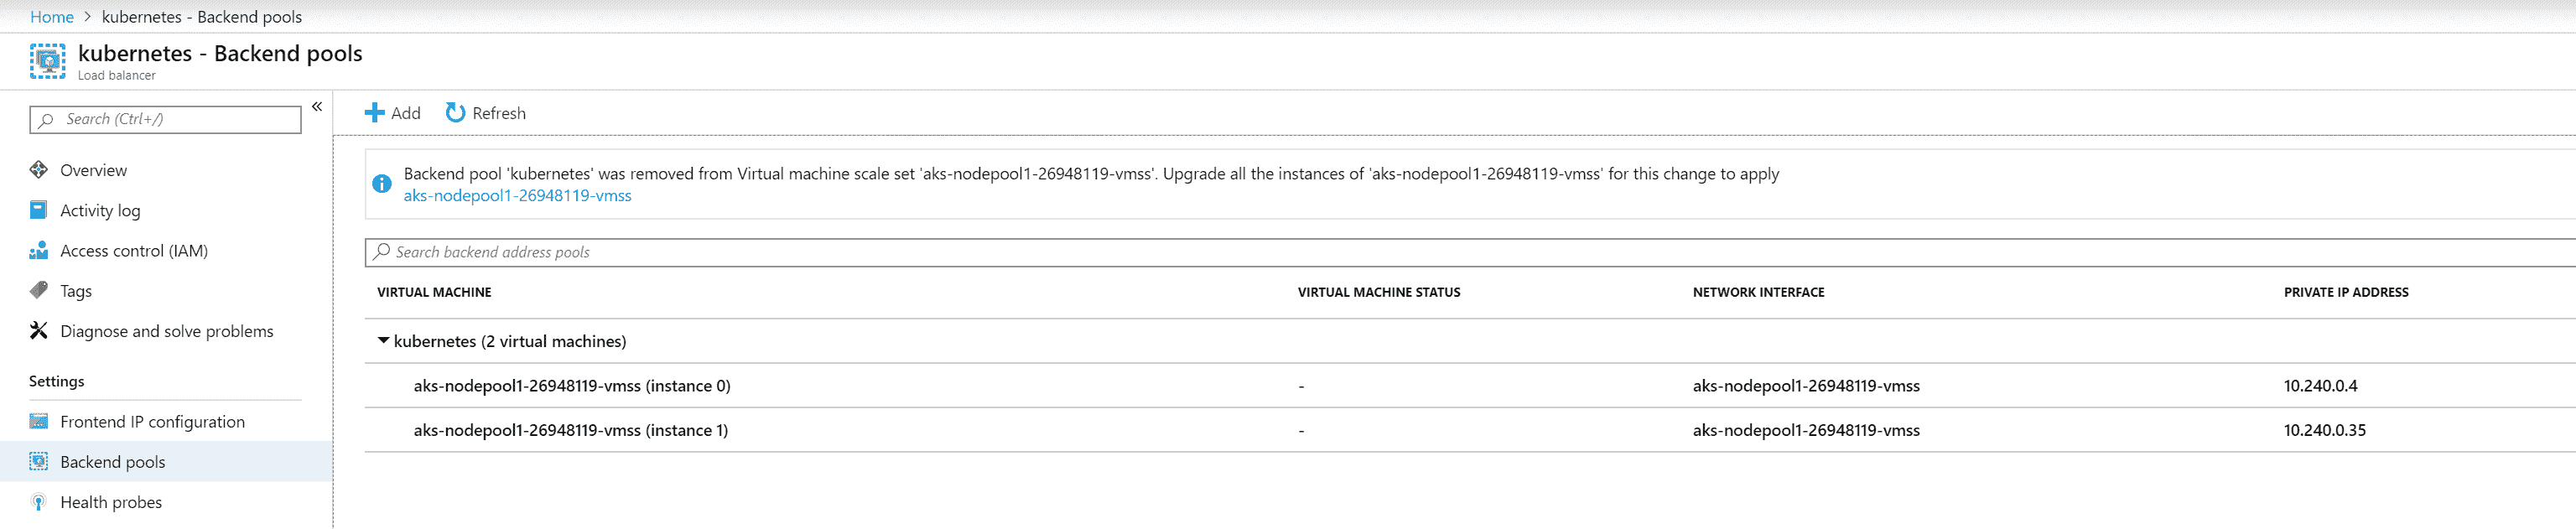 Home > kubernetes - Backend pools
kubernetes - Backend pools
Load balancer
Search (Ctrl+/)
«
Overview
Activity log
Access control (IAM)
Tags
Diagnose and solve problems
Settings
Frontend IP configuration
Backend pools
Health probes
Add Refresh
Backend pool 'kubernetes' was removed from Virtual machine scale set 'aks-nodepool1-26948119-vmss'. Upgrade all the instances of 'aks-nodepool1-26948119-vmss' for this change to apply
aks-nodepool1-26948119-vmss
Search backend address pools
VIRTUAL MACHINE VIRTUAL MACHINE STATUS NETWORK INTERFACE PRIVATE IP ADDRESS
kubernetes (2 virtual machines)
aks-nodepool1-26948119-vmss (instance 0) - aks-nodepool1-26948119-vmss 10.240.0.4
aks-nodepool1-26948119-vmss (instance 1) - aks-nodepool1-26948119-vmss 10.240.0.35